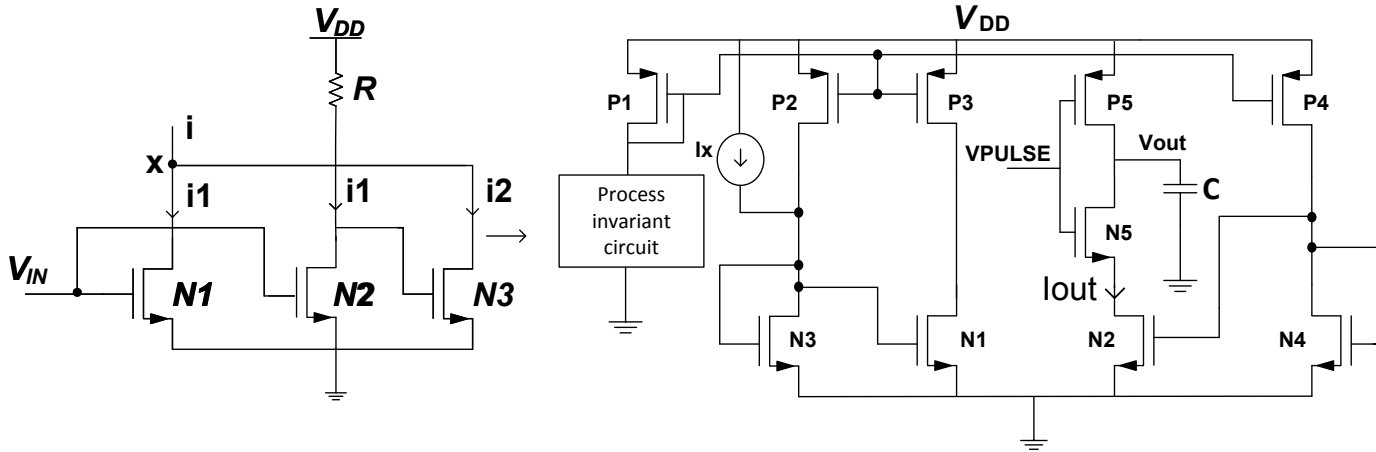 VDD
R
i
x
i1
i1
i2
VIN
N1
N2
N3
VDD
P1
P2
P3
P5
P4
Ix
VPULSE
Vout
C
Process
invariant
circuit
N5
Iout
N3
N1
N2
N4